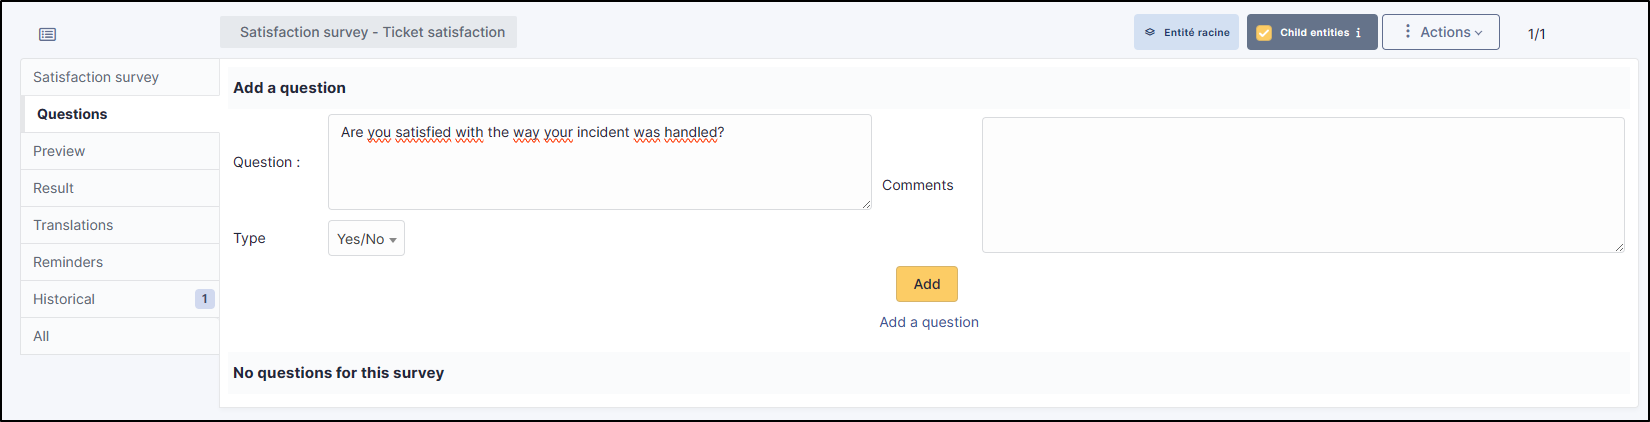 Satisfaction survey - Ticket satisfaction
Entité racine
Child entities i
Actions
1/1
Satisfaction survey
Questions
Preview
Result
Translations
Reminders
Historical 1
All
Add a question
Question :
Are you satisfied with the way your incident was handled?
Comments
Type
Yes/No
Add
Add a question
No questions for this survey